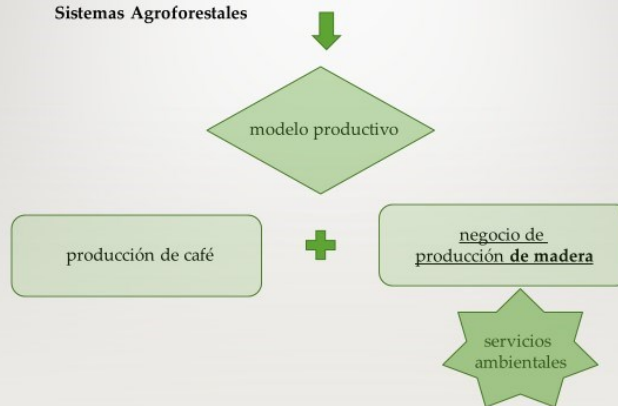 Sistemas Agroforestales
modelo productivo
producción de café
negocio de
producción de madera
servicios
ambientales